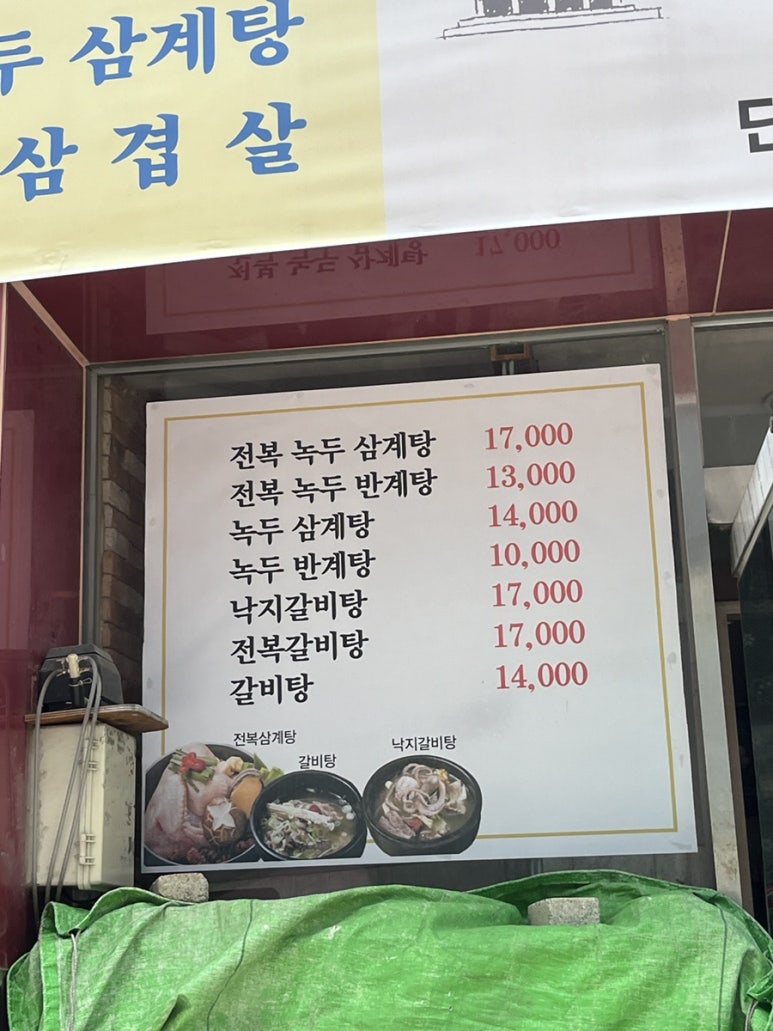 삼계탕
삼 겹 살
전복 녹두 삼계탕 17,000
전복 녹두 반계탕 13,000
녹두 삼계탕 14,000
녹두 반계탕 10,000
낙지갈비탕 17,000
전복갈비탕 17,000
갈비탕 14,000
전복삼계탕
갈비탕
낙지갈비탕